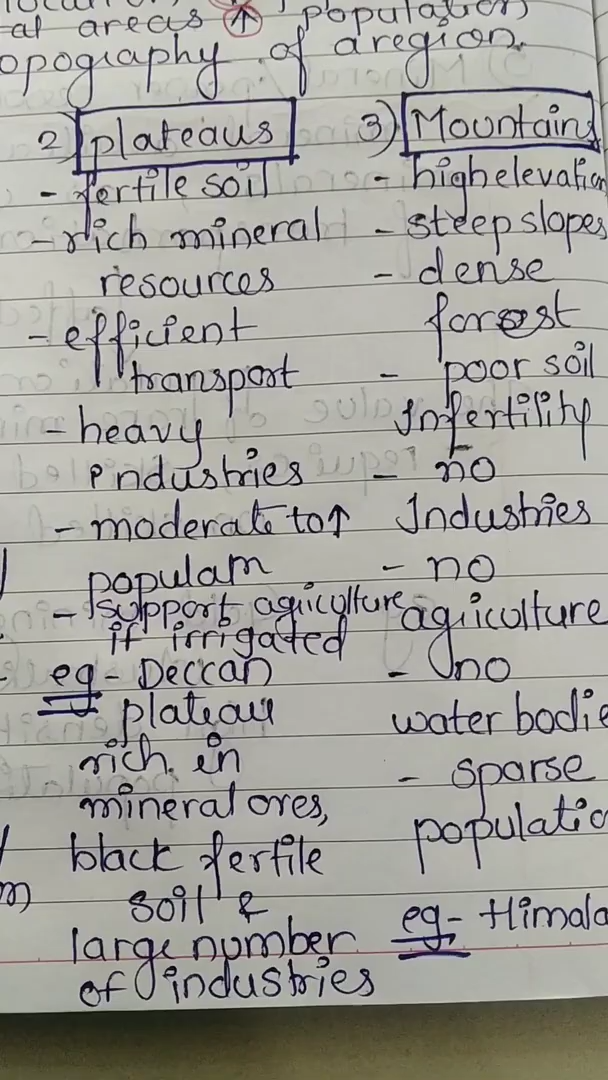 al areas ↑ population
opography of a region.
2) plateaus
- fertile soil
- rich mineral
resources
- efficient
transport
- heavy
industries
- moderate to ↑
populam
- support agriculture
if irrigated
eg - Deccan
plateau
rich in
mineral ores,
black fertile
soil &
large number
of industries
3) Mountains
- high elevation
- steep slopes
- dense
forest
- poor soil
Infertility
- no
Industries
- no
agriculture
- no
water bodie
- sparse
populatio
eg - Himala